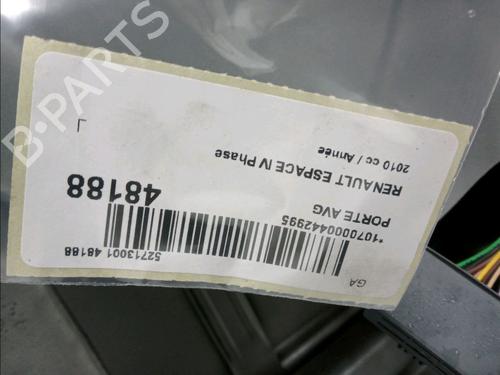 GA
52713001 48188
*1070000442995
PORTE AVG
48188
RENAULT ESPACE IV Phase
2010 cc / Année
B-PARTS